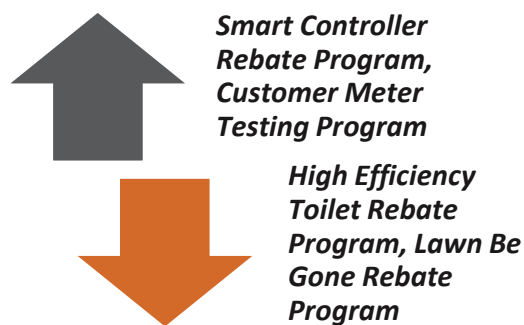 Smart Controller
Rebate Program,
Customer Meter
Testing Program
High Efficiency
Toilet Rebate
Program, Lawn Be
Gone Rebate
Program